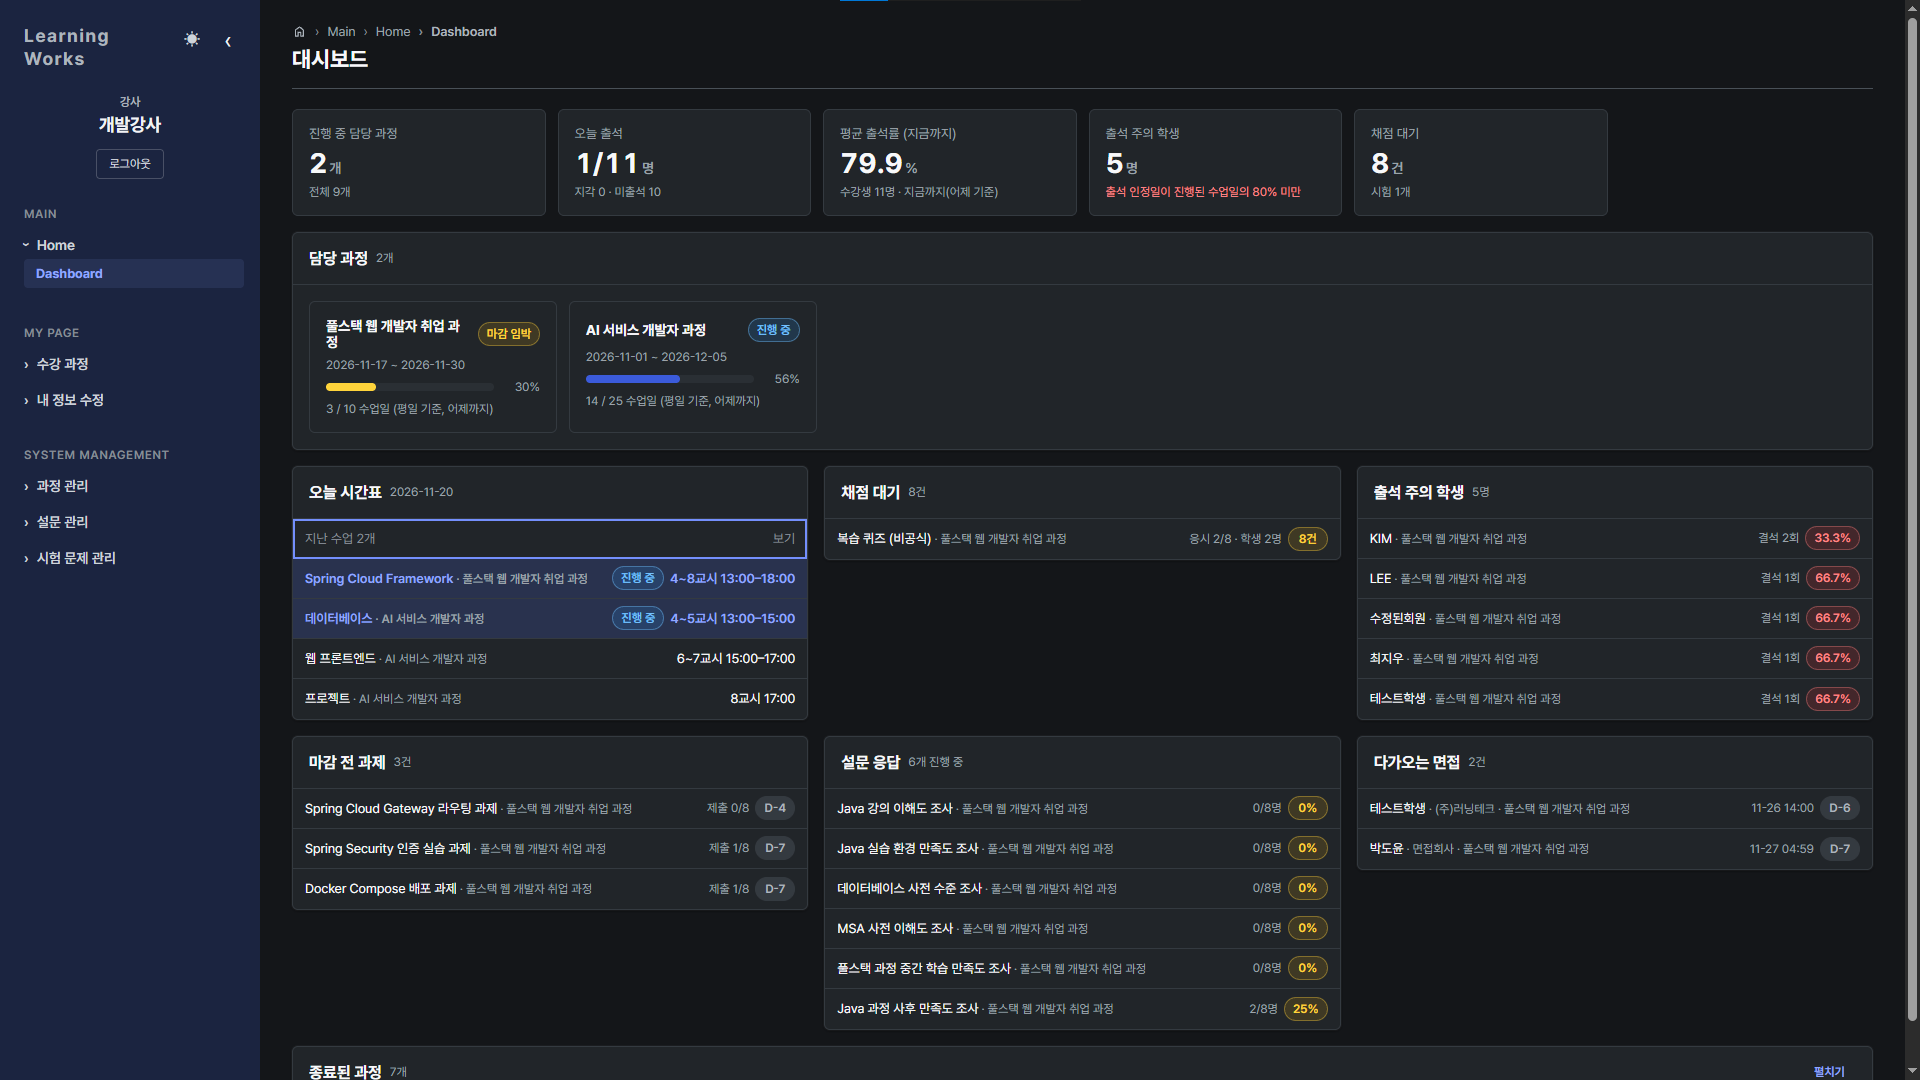 Learning
Works
강사
개발강사
로그아웃
MAIN
Home
Dashboard
MY PAGE
수강 과정
내 정보 수정
SYSTEM MANAGEMENT
과정 관리
설문 관리
시험 문제 관리
› Main › Home › Dashboard
대시보드
진행 중 담당 과정
2개
전체 9개
오늘 출석
1/11 명
지각 0 · 미출석 10
평균 출석률 (지금까지)
79.9 %
수강생 11명 · 지금까지(어제 기준)
출석 주의 학생
5명
출석 인정일이 진행된 수업일의 80% 미만
채점 대기
8건
시험 1개
담당 과정 2개
풀스택 웹 개발자 취업 과
정
마감 임박
2026-11-17 ~ 2026-11-30
30%
3 / 10 수업일 (평일 기준, 어제까지)
AI 서비스 개발자 과정 진행 중
2026-11-01 ~ 2026-12-05
56%
14 / 25 수업일 (평일 기준, 어제까지)
오늘 시간표 2026-11-20
지난 수업 2개 보기
Spring Cloud Framework · 풀스택 웹 개발자 취업 과정 진행 중 4~8교시 13:00–18:00
데이터베이스 · AI 서비스 개발자 과정 진행 중 4~5교시 13:00–15:00
웹 프론트엔드 · AI 서비스 개발자 과정 6~7교시 15:00–17:00
프로젝트 · AI 서비스 개발자 과정 8교시 17:00
채점 대기 8건
복습 퀴즈 (비공식) · 풀스택 웹 개발자 취업 과정 응시 2/8 · 학생 2명 8건
출석 주의 학생 5명
KIM · 풀스택 웹 개발자 취업 과정 결석 2회 33.3%
LEE · 풀스택 웹 개발자 취업 과정 결석 1회 66.7%
수정된회원 · 풀스택 웹 개발자 취업 과정 결석 1회 66.7%
최지우 · 풀스택 웹 개발자 취업 과정 결석 1회 66.7%
테스트학생 · 풀스택 웹 개발자 취업 과정 결석 1회 66.7%
마감 전 과제 3건
Spring Cloud Gateway 라우팅 과제 · 풀스택 웹 개발자 취업 과정 제출 0/8 D-4
Spring Security 인증 실습 과제 · 풀스택 웹 개발자 취업 과정 제출 1/8 D-7
Docker Compose 배포 과제 · 풀스택 웹 개발자 취업 과정 제출 1/8 D-7
설문 응답 6개 진행 중
Java 강의 이해도 조사 · 풀스택 웹 개발자 취업 과정 0/8명 0%
Java 실습 환경 만족도 조사 · 풀스택 웹 개발자 취업 과정 0/8명 0%
데이터베이스 사전 수준 조사 · 풀스택 웹 개발자 취업 과정 0/8명 0%
MSA 사전 이해도 조사 · 풀스택 웹 개발자 취업 과정 0/8명 0%
풀스택 과정 중간 학습 만족도 조사 · 풀스택 웹 개발자 취업 과정 0/8명 0%
Java 과정 사후 만족도 조사 · 풀스택 웹 개발자 취업 과정 2/8명 25%
다가오는 면접 2건
테스트학생 · (주)러닝테크 · 풀스택 웹 개발자 취업 과정 11-26 14:00 D-6
박도윤 · 면접회사 · 풀스택 웹 개발자 취업 과정 11-27 04:59 D-7
종료된 과정 7개 펼치기